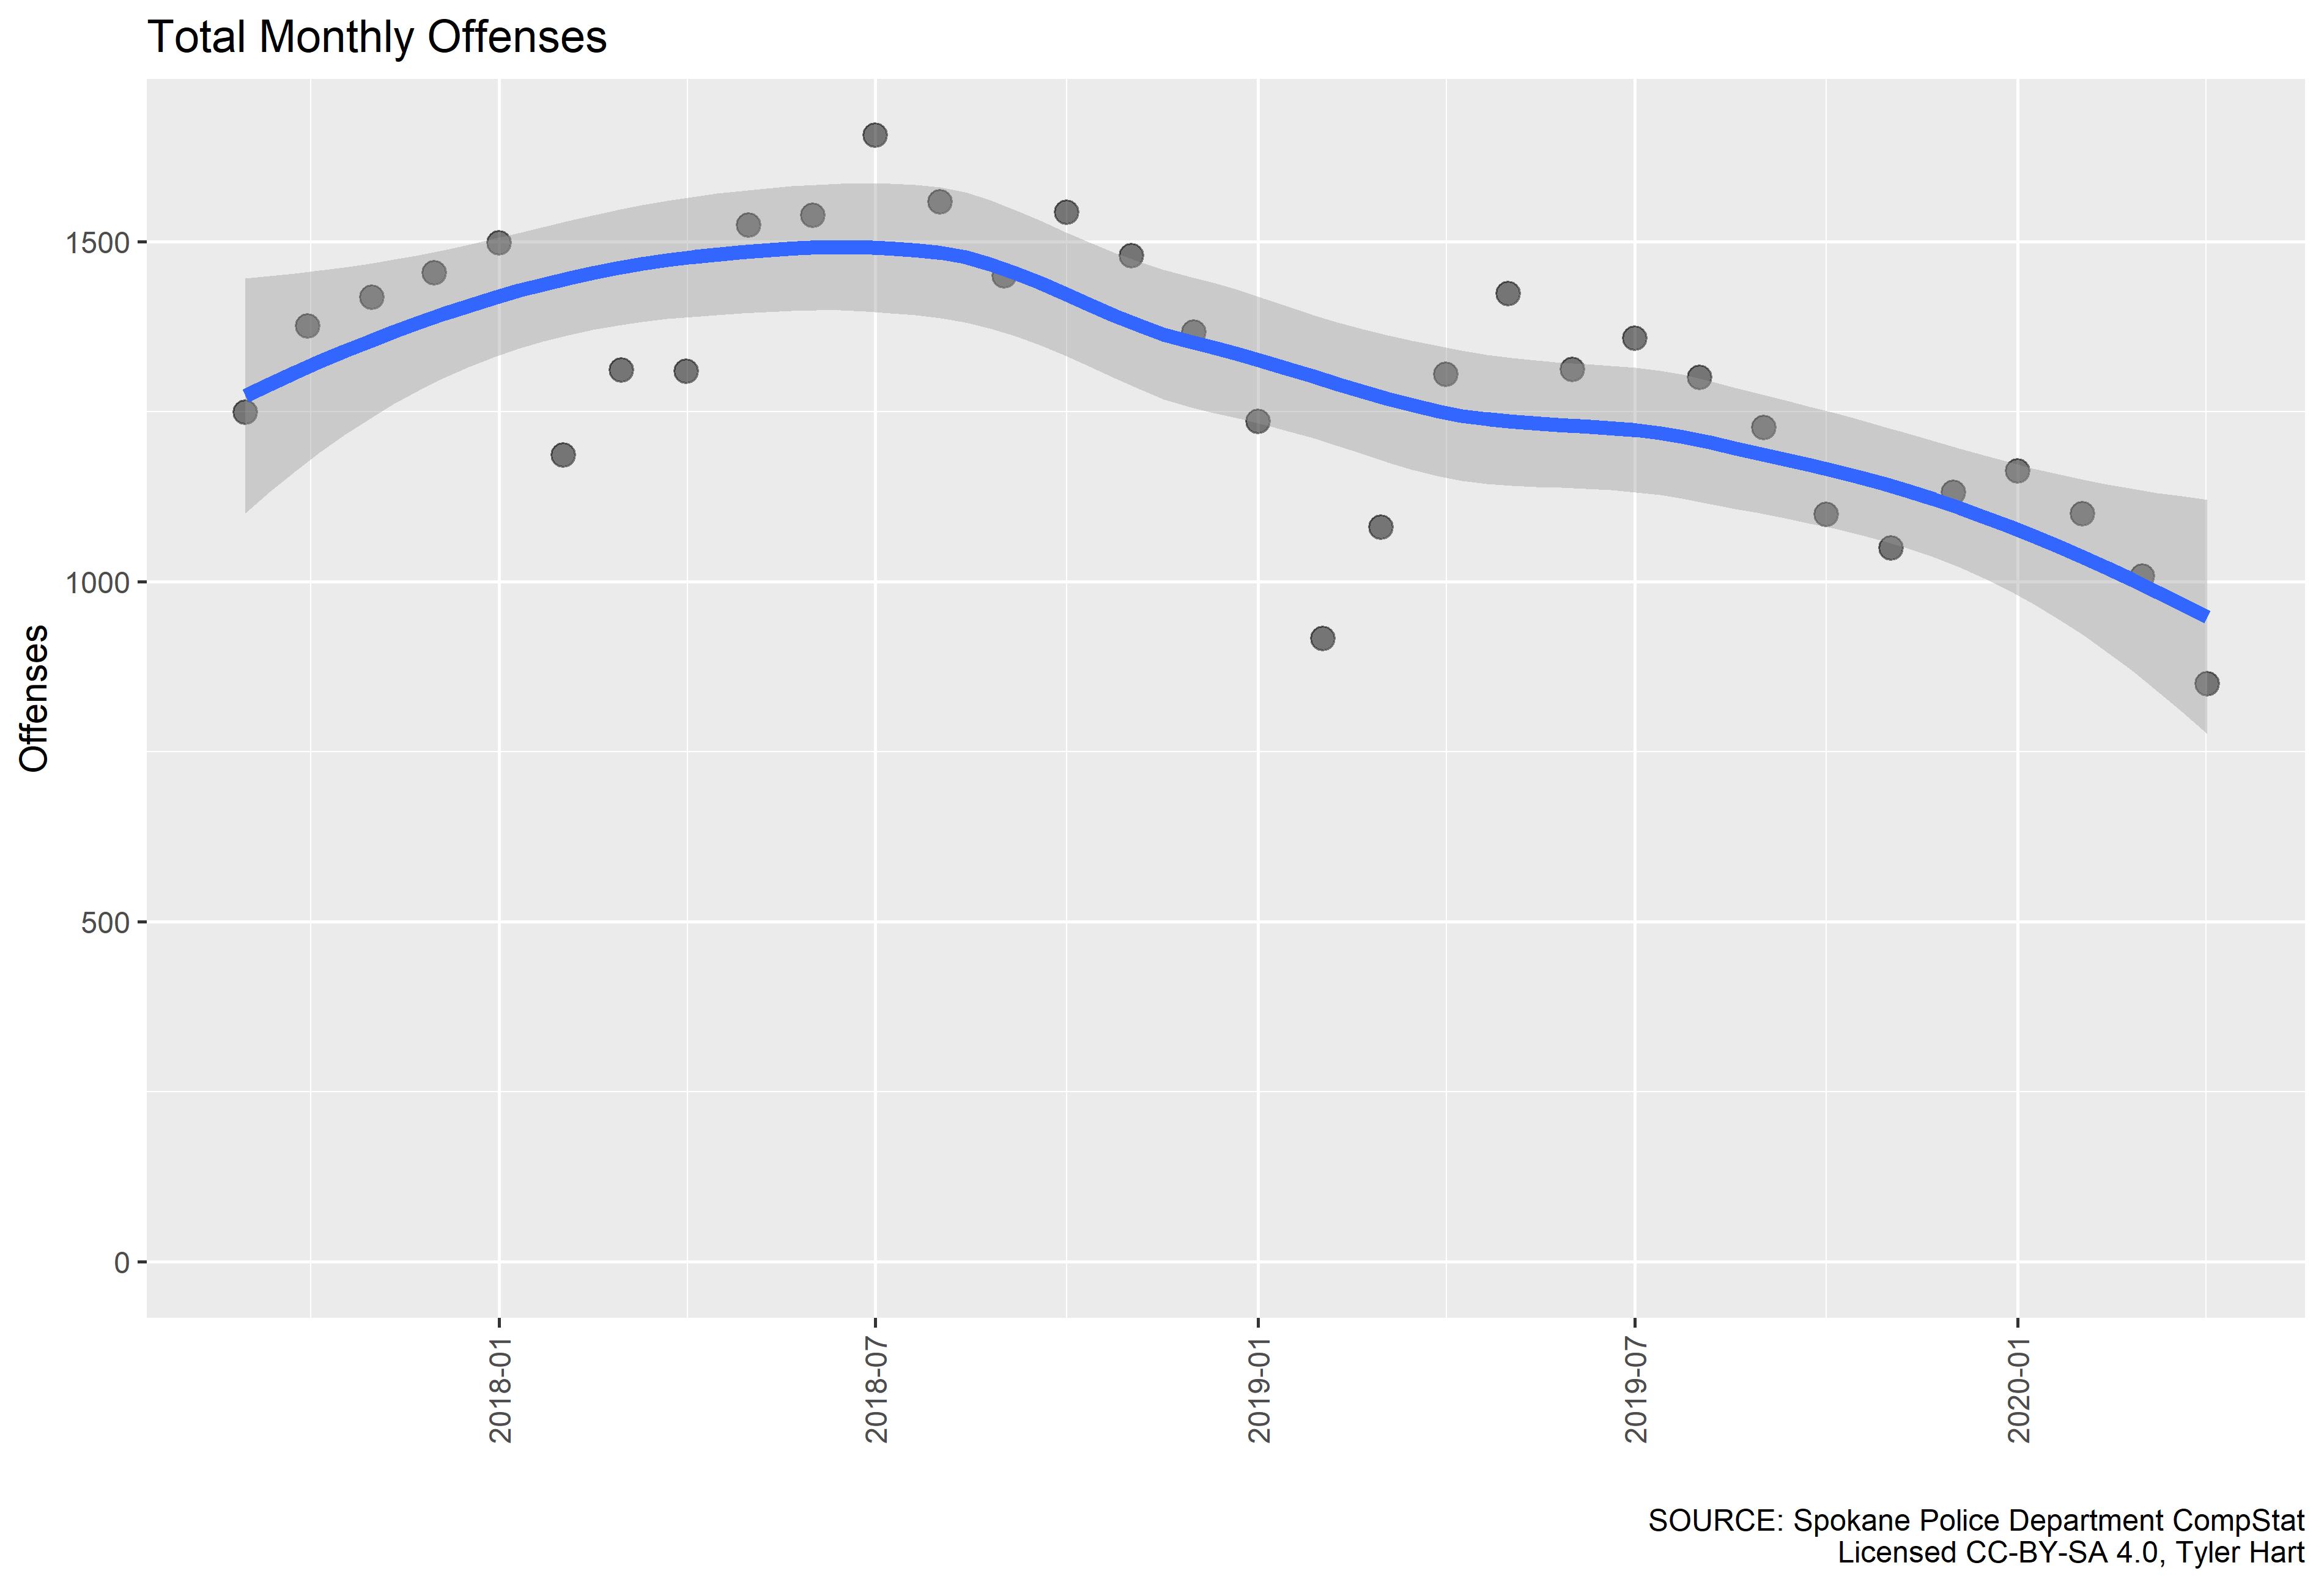 Total Monthly Offenses
Offenses
1500
1000
500
0
2018-01
2018-07
2019-01
2019-07
2020-01
SOURCE: Spokane Police Department CompStat
Licensed CC-BY-SA 4.0, Tyler Hart